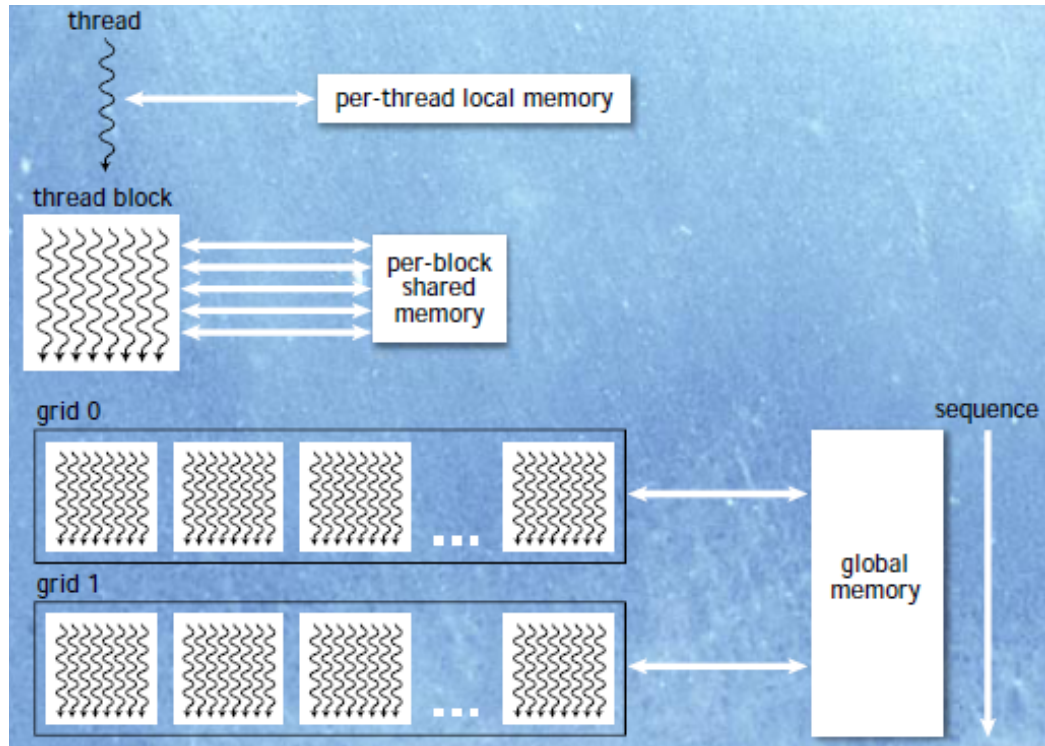 thread
per-thread local memory
thread block
per-block
shared
memory
grid 0
sequence
global
memory
grid 1